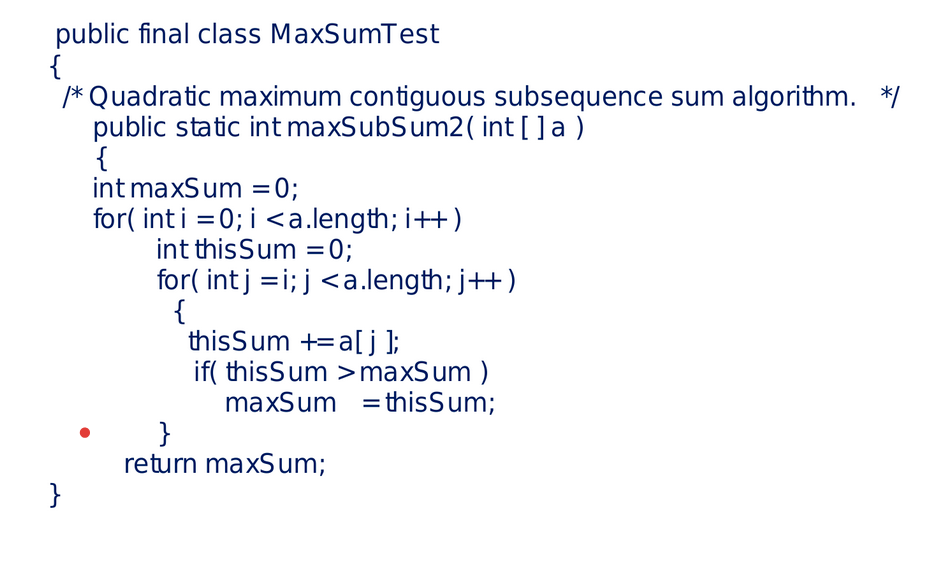 public final class MaxSumTest
{
/* Quadratic maximum contiguous subsequence sum algorithm. */
public static int maxSubSum2( int [ ] a )
{
int maxSum = 0;
for( int i = 0; i < a.length; i++ )
int thisSum = 0;
for( int j = i; j < a.length; j++ )
{
thisSum += a[ j ];
if( thisSum > maxSum )
maxSum = thisSum;
• }
return maxSum;
}